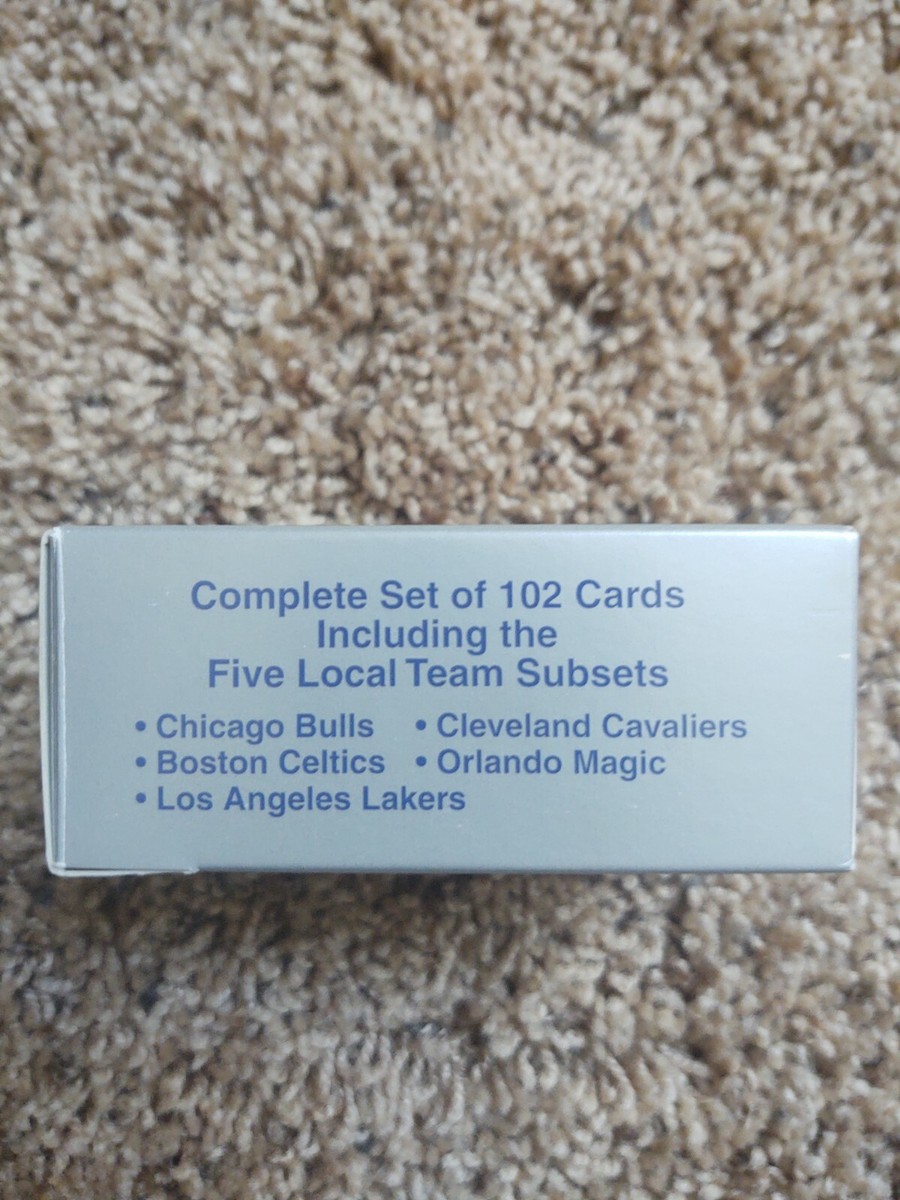 Complete Set of 102 Cards
Including the
Five Local Team Subsets
• Chicago Bulls • Cleveland Cavaliers
• Boston Celtics • Orlando Magic
• Los Angeles Lakers